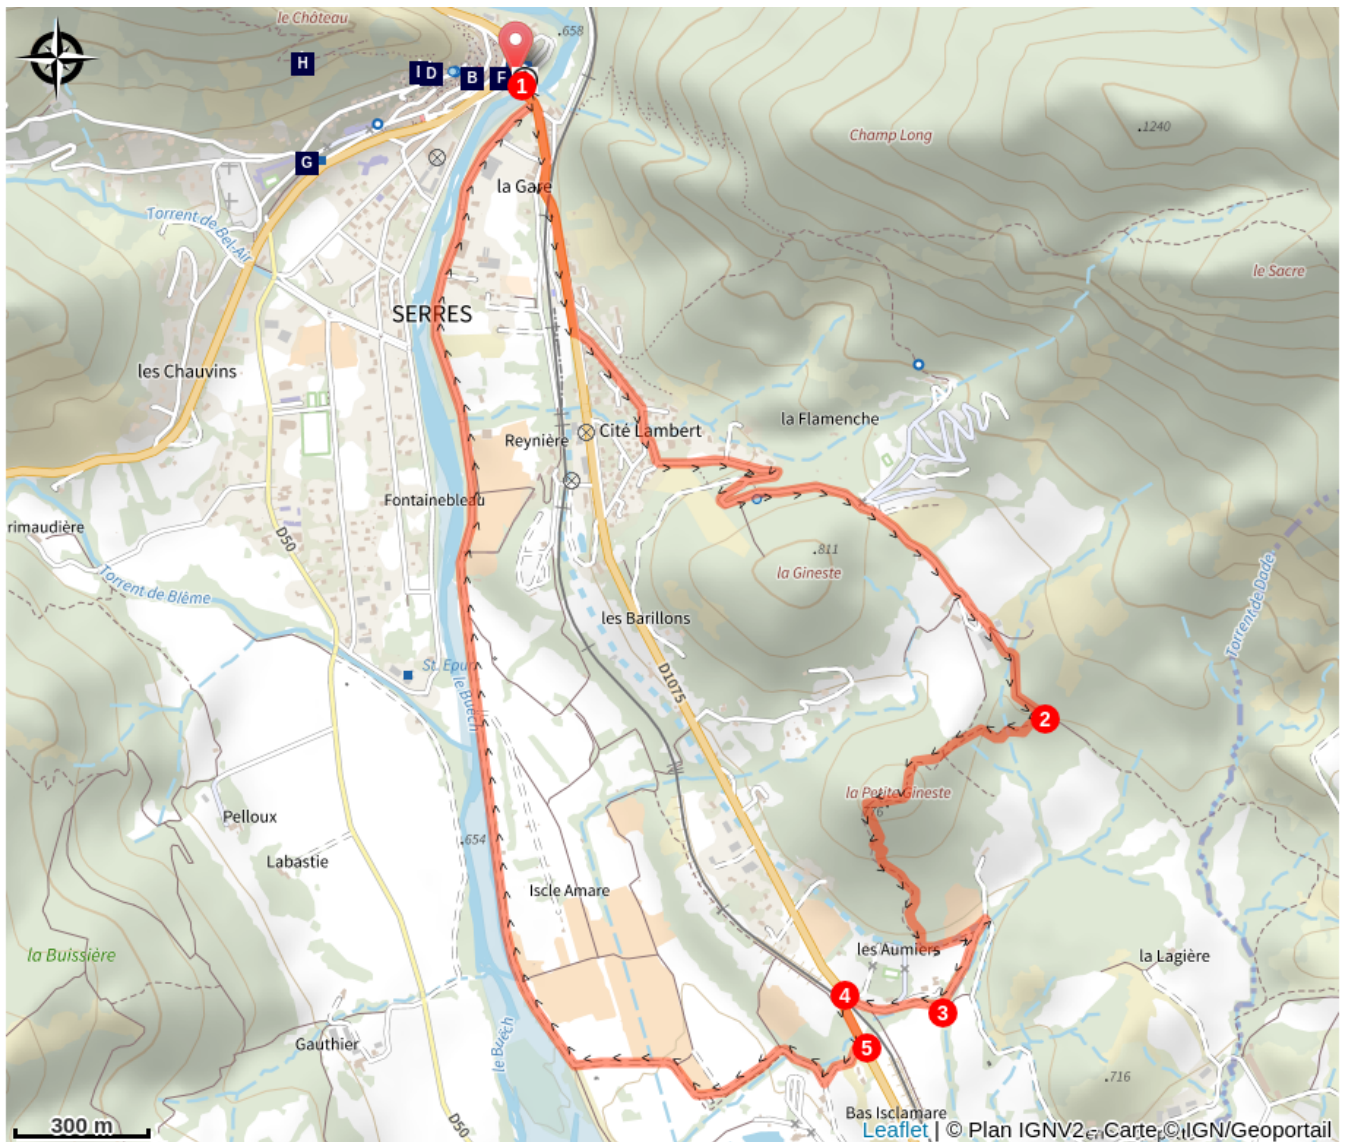 le Château
.658
H
I D
B
F
1
G
la Gare
Champ Long
.1240
Torrent de Bel-Air
le Sacre
SERRES
les Chauvins
la Flamenche
Reynière
Cité Lambert
Fontainebleau
rimaudière
D50
.811
la Gineste
Torrent de Blême
les Barillons
Torrent de Dade
St. Epur
le Buëch
D1075
2
la Petite Gineste
Pelloux
.654
Labastie
Iscle Amare
la Buissière
les Aumiers
la Lagière
4
3
le Buëch
Gauthier
5
.716
D50
Bas Isclamare
300 m
Leaflet | © Plan IGNV2 - Carte © IGN/Geoportail